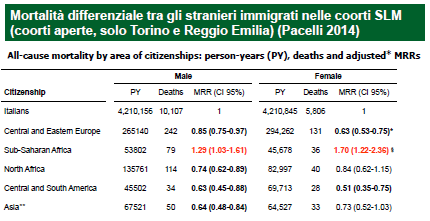 Mortalità differenziale tra gli stranieri immigrati nelle coorti SLM
(coorti aperte, solo Torino e Reggio Emilia) (Pacelli 2014)
All-cause mortality by area of citizenships: person-years (PY), deaths and adjusted* MRRs
Male Female
Citizenship PY Deaths MRR (CI 95%) PY Deaths MRR (CI 95%)
Italians 4,210,156 10,107 1 4,210,845 5,806 1
Central and Eastern Europe 265140 242 0.85 (0.75-0.97) 294,262 131 0.63 (0.53-0.75)*
Sub-Saharan Africa 53802 79 1.29 (1.03-1.61) 45,678 36 1.70 (1.22-2.36)
North Africa 135761 114 0.74 (0.62-0.89) 82,997 40 0.84 (0.62-1.15)
Central and South America 45502 34 0.63 (0.45-0.88) 69,713 28 0.51 (0.35-0.75)
Asia** 67521 50 0.64 (0.48-0.84) 64,527 33 0.73 (0.52-1.03)